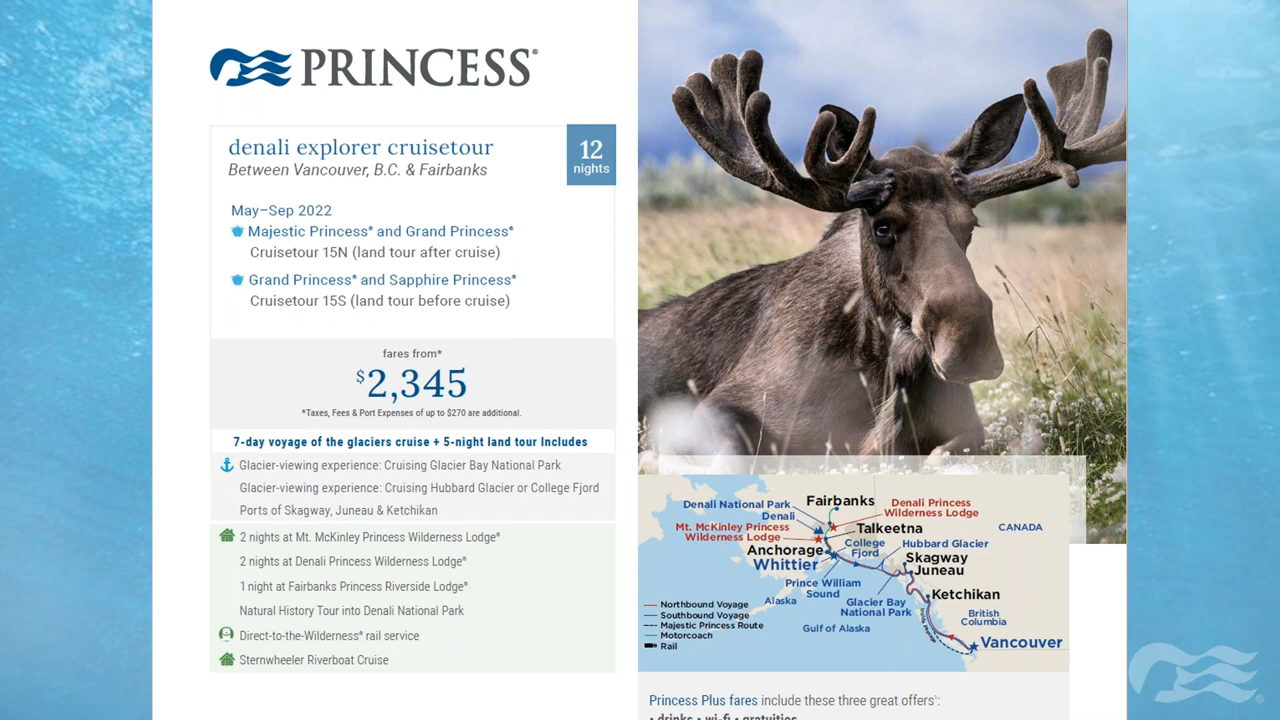 PRINCESS®
denali explorer cruisetour
Between Vancouver, B.C. & Fairbanks
12
nights
May–Sep 2022
Majestic Princess® and Grand Princess®
Cruisetour 15N (land tour after cruise)
Grand Princess® and Sapphire Princess®
Cruisetour 15S (land tour before cruise)
fares from*
$2,345
*Taxes, Fees & Port Expenses of up to $270 are additional.
7-day voyage of the glaciers cruise + 5-night land tour Includes
Glacier-viewing experience: Cruising Glacier Bay National Park
Glacier-viewing experience: Cruising Hubbard Glacier or College Fjord
Ports of Skagway, Juneau & Ketchikan
2 nights at Mt. McKinley Princess Wilderness Lodge®
2 nights at Denali Princess Wilderness Lodge®
1 night at Fairbanks Princess Riverside Lodge®
Natural History Tour into Denali National Park
Direct-to-the-Wilderness® rail service
Sternwheeler Riverboat Cruise
Fairbanks
Denali National Park
Denali
Denali Princess
Wilderness Lodge
Mt. McKinley Princess
Wilderness Lodge
Talkeetna
CANADA
Anchorage
Whittier
College
Fjord
Hubbard Glacier
Skagway
Juneau
Prince William
Sound
Alaska
Glacier Bay
National Park
Ketchikan
British
Columbia
Gulf of Alaska
Inside Passage
Vancouver
Northbound Voyage
Southbound Voyage
Majestic Princess Route
Motorcoach
Rail
Princess Plus fares include these three great offers¹:
• drinks • wi-fi • gratuities
®